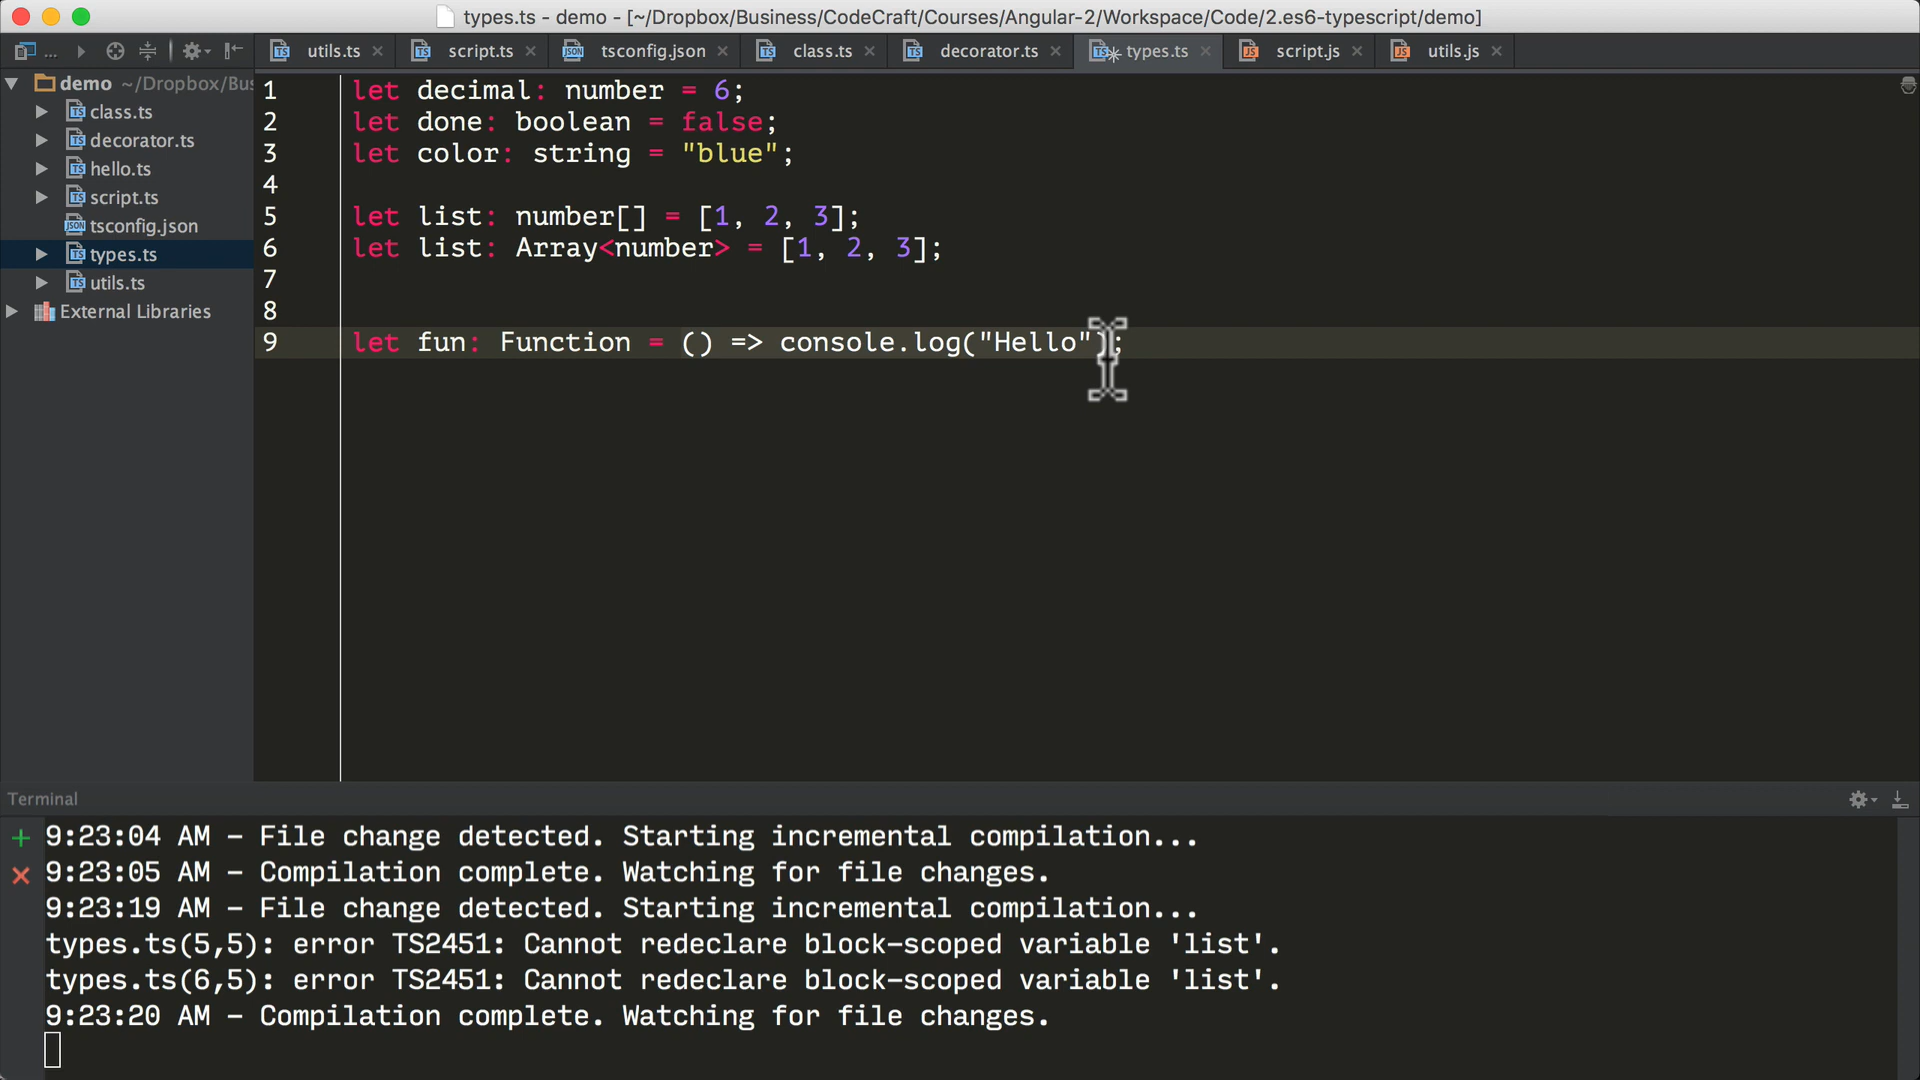 types.ts - demo - [~/Dropbox/Business/CodeCraft/Courses/Angular-2/Workspace/Code/2.es6-typescript/demo]
... utils.ts script.ts tsconfig.json class.ts decorator.ts types.ts script.js utils.js
demo ~/Dropbox/Bus
class.ts
decorator.ts
hello.ts
script.ts
tsconfig.json
types.ts
utils.ts
External Libraries
1 let decimal: number = 6;
2 let done: boolean = false;
3 let color: string = "blue";
4
5 let list: number[] = [1, 2, 3];
6 let list: Array<number> = [1, 2, 3];
7
8
9 let fun: Function = () => console.log("Hello");
Terminal
9:23:04 AM - File change detected. Starting incremental compilation...
9:23:05 AM - Compilation complete. Watching for file changes.
9:23:19 AM - File change detected. Starting incremental compilation...
types.ts(5,5): error TS2451: Cannot redeclare block-scoped variable 'list'.
types.ts(6,5): error TS2451: Cannot redeclare block-scoped variable 'list'.
9:23:20 AM - Compilation complete. Watching for file changes.